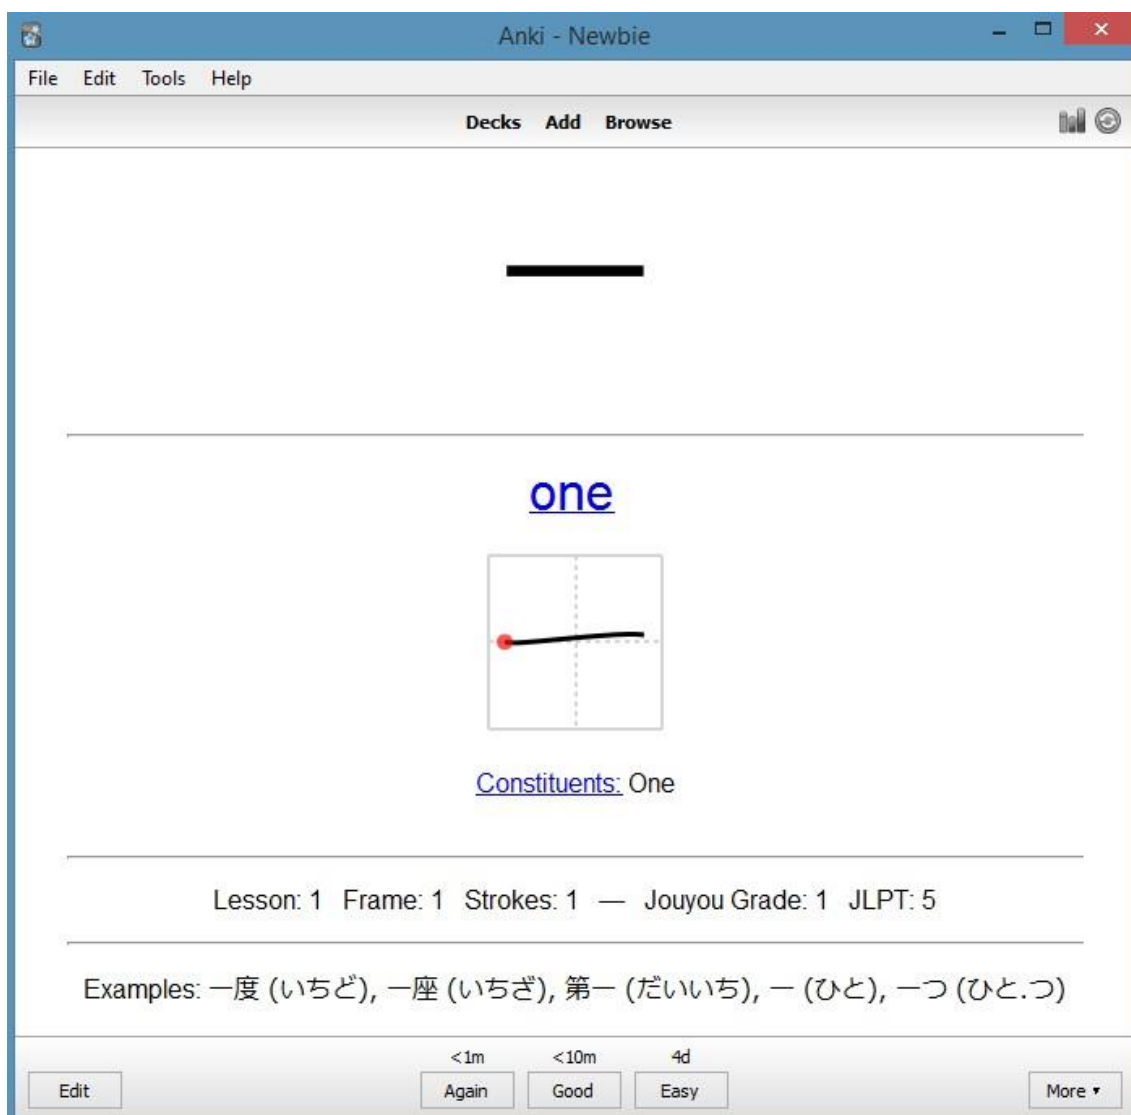 Anki - Newbie
File Edit Tools Help
Decks Add Browse
一
one
Constituents: One
Lesson: 1 Frame: 1 Strokes: 1 — Jouyou Grade: 1 JLPT: 5
Examples: 一度 (いちど), 一座 (いちざ), 第一 (だいいち), 一 (ひと), 一つ (ひと.つ)
<1m <10m 4d
Edit Again Good Easy More ▾